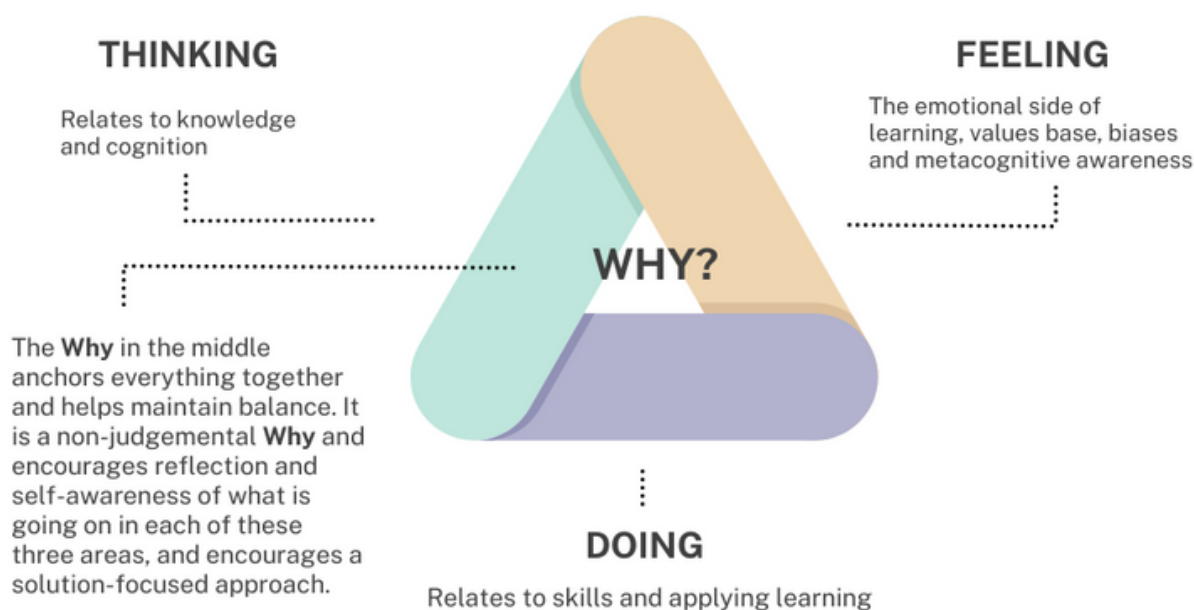 THINKING
Relates to knowledge
and cognition
FEELING
The emotional side of
learning, values base, biases
and metacognitive awareness
WHY?
The Why in the middle
anchors everything together
and helps maintain balance. It
is a non-judgemental Why and
encourages reflection and
self-awareness of what is
going on in each of these
three areas, and encourages a
solution-focused approach.
DOING
Relates to skills and applying learning